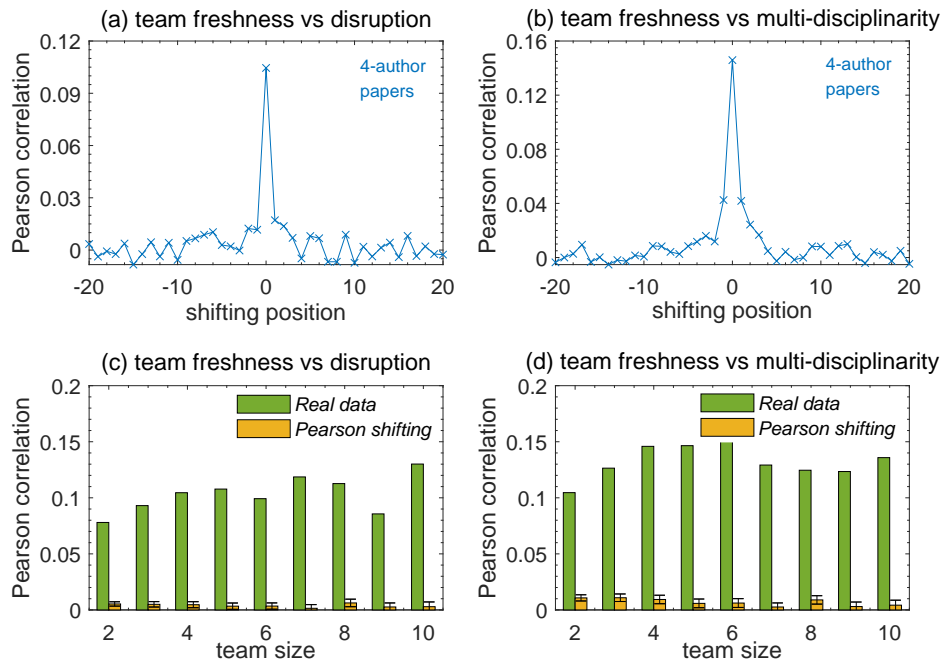 (a) team freshness vs disruption
0.12
0.09
0.06
0.03
0
Pearson correlation
4-author
papers
-20 -10 0 10 20
shifting position
(b) team freshness vs multi-disciplinarity
0.16
0.12
0.08
0.04
0
Pearson correlation
4-author
papers
-20 -10 0 10 20
shifting position
(c) team freshness vs disruption
0.2
0.15
0.1
0.05
0
Pearson correlation
Real data
Pearson shifting
2 4 6 8 10
team size
(d) team freshness vs multi-disciplinarity
0.2
0.15
0.1
0.05
0
Pearson correlation
Real data
Pearson shifting
2 4 6 8 10
team size